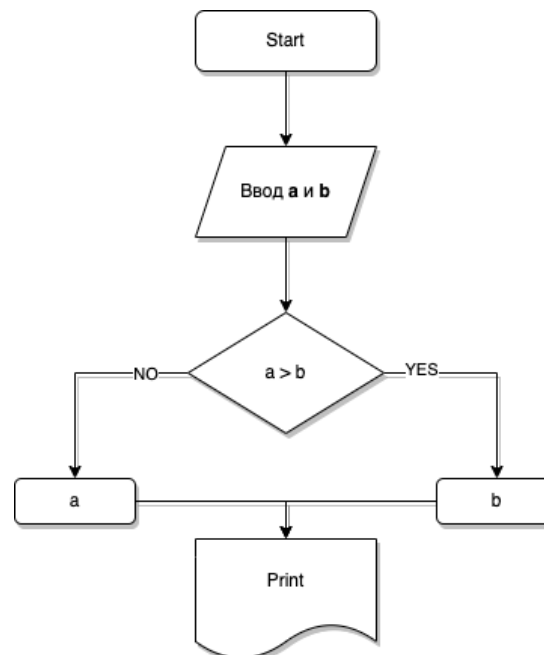 Start
Ввод a и b
a > b
NO
YES
a
b
Print